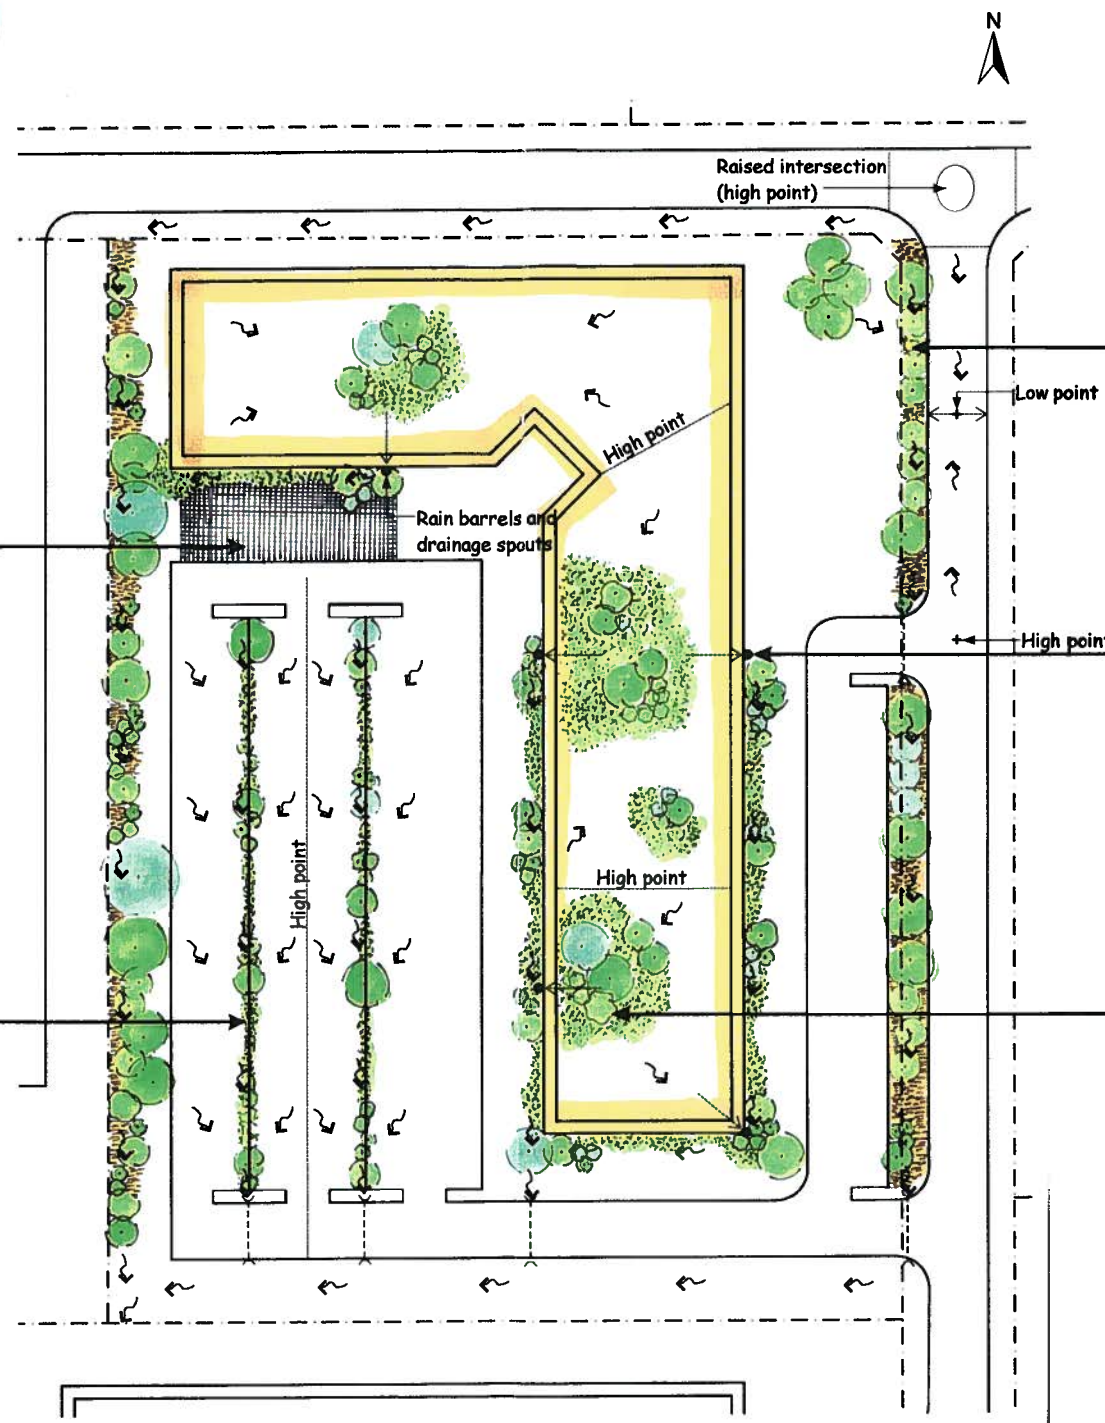 N
Raised intersection
(high point)
Low point
High point
Rain barrels and
drainage spouts
High point
High point
High point